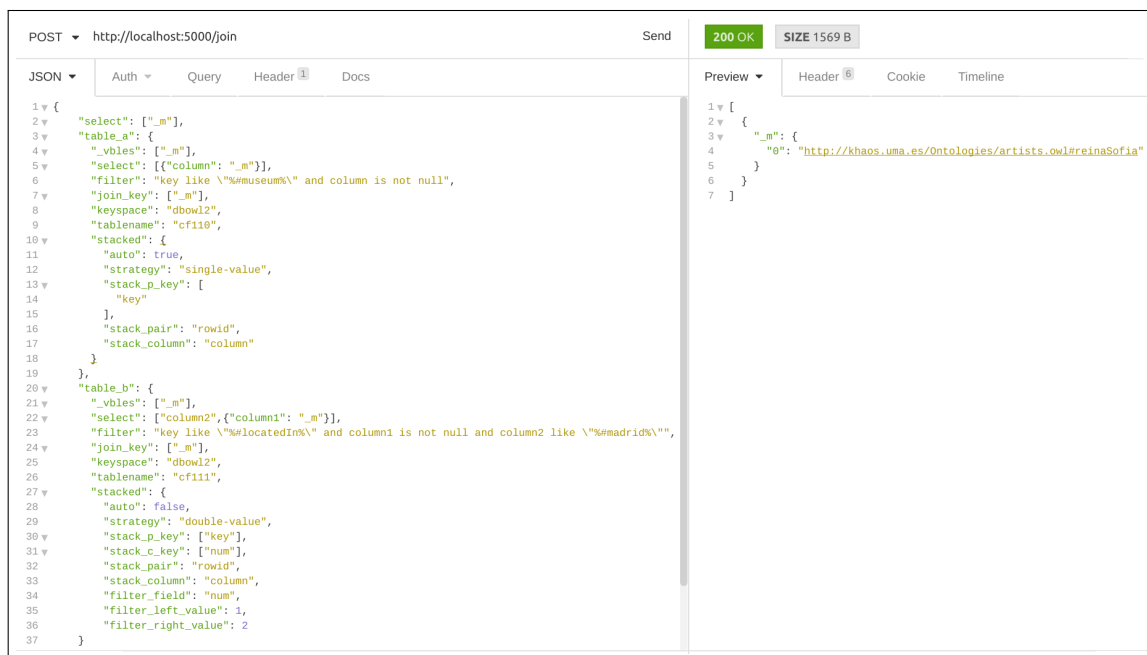 POST http://localhost:5000/join Send
200 OK SIZE 1569 B
JSON Auth Query Header 1 Docs
Preview Header 6 Cookie Timeline
1 {
2 "select": ["_m"],
3 "table_a": {
4 "_vbles": ["_m"],
5 "select": [{"column": "_m"}],
6 "filter": "key like \"%#museum%\" and column is not null",
7 "join_key": ["_m"],
8 "keyspace": "dbowl2",
9 "tablename": "cf110",
10 "stacked": {
11 "auto": true,
12 "strategy": "single-value",
13 "stack_p_key": [
14 "key"
15 ],
16 "stack_pair": "rowid",
17 "stack_column": "column"
18 }
19 },
20 "table_b": {
21 "_vbles": ["_m"],
22 "select": ["column2",{"column1": "_m"}],
23 "filter": "key like \"%#locatedIn%\" and column1 is not null and column2 like \"%#madrid%\"",
24 "join_key": ["_m"],
25 "keyspace": "dbowl2",
26 "tablename": "cf111",
27 "stacked": {
28 "auto": false,
29 "strategy": "double-value",
30 "stack_p_key": ["key"],
31 "stack_c_key": ["num"],
32 "stack_pair": "rowid",
33 "stack_column": "column",
34 "filter_field": "num",
35 "filter_left_value": 1,
36 "filter_right_value": 2
37 }
1 [
2 {
3 "_m": {
4 "0": "http://khaos.uma.es/Ontologies/artists.owl#reinaSofia"
5 }
6 }
7 ]